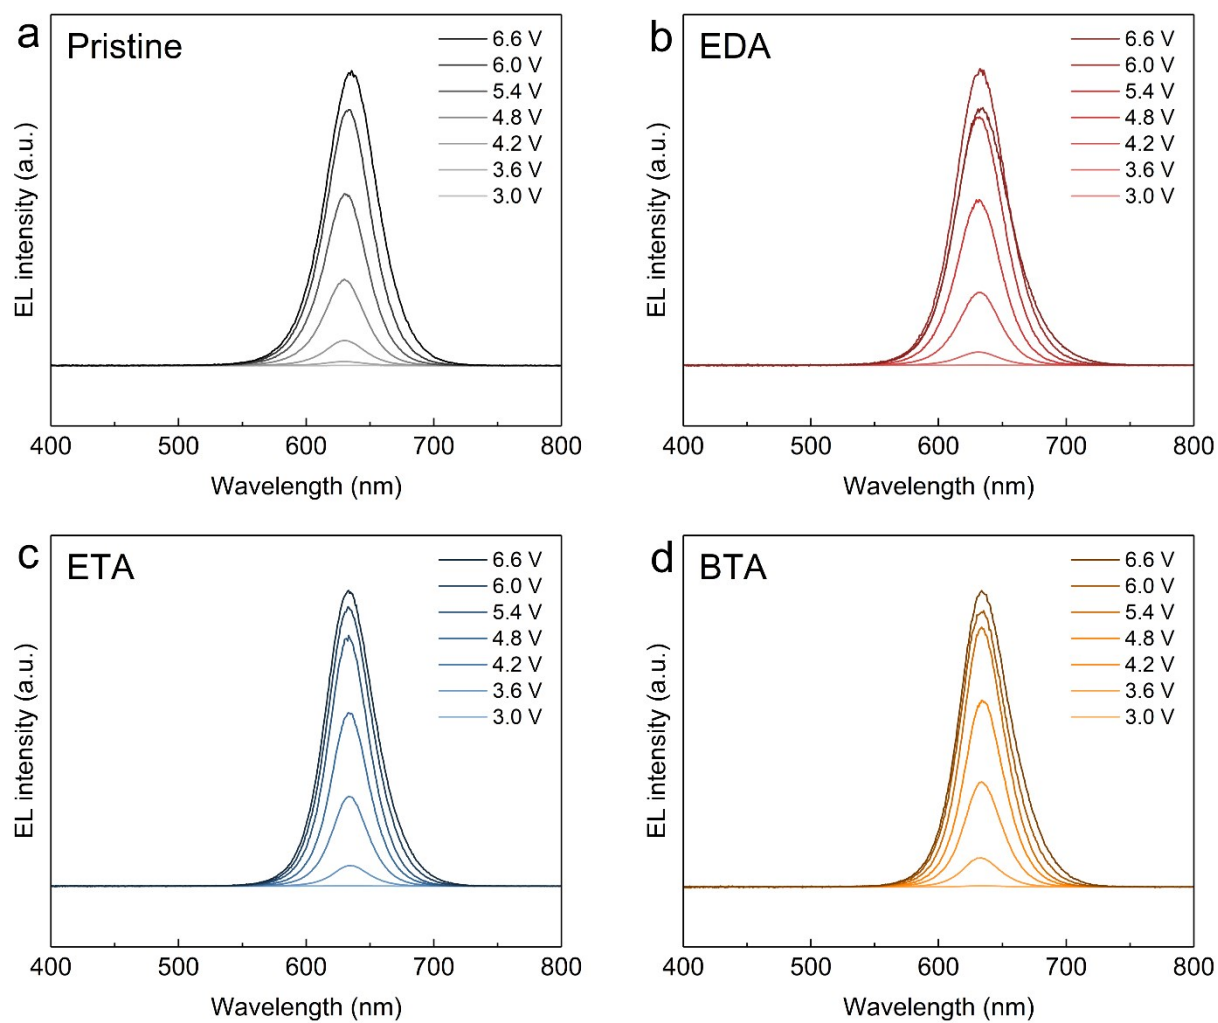 a Pristine
6.6 V
6.0 V
5.4 V
4.8 V
4.2 V
3.6 V
3.0 V
EL intensity (a.u.)
400 500 600 700 800
Wavelength (nm)
b EDA
6.6 V
6.0 V
5.4 V
4.8 V
4.2 V
3.6 V
3.0 V
EL intensity (a.u.)
400 500 600 700 800
Wavelength (nm)
c ETA
6.6 V
6.0 V
5.4 V
4.8 V
4.2 V
3.6 V
3.0 V
EL intensity (a.u.)
400 500 600 700 800
Wavelength (nm)
d BTA
6.6 V
6.0 V
5.4 V
4.8 V
4.2 V
3.6 V
3.0 V
EL intensity (a.u.)
400 500 600 700 800
Wavelength (nm)